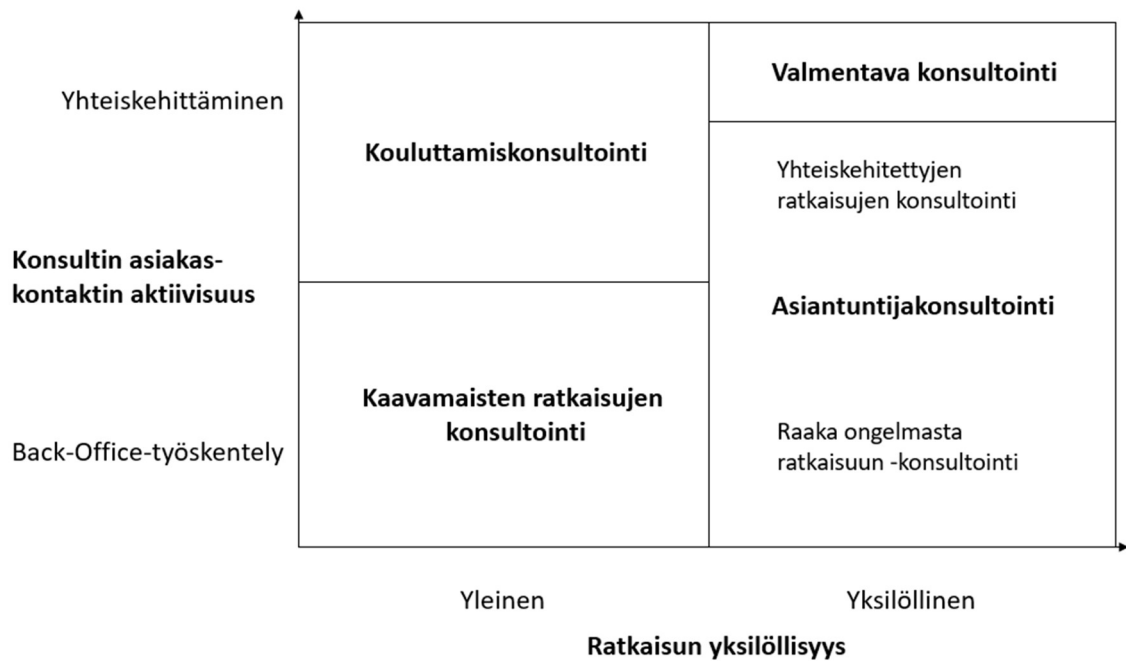 Yhteiskehittäminen
Konsultin asiakas-
kontaktin aktiivisuus
Back-Office-työskentely
Kouluttamiskonsultointi
Kaavamaisten ratkaisujen
konsultointi
Valmentava konsultointi
Yhteiskehitettyjen
ratkaisujen konsultointi
Asiantuntijakonsultointi
Raaka ongelmasta
ratkaisuun -konsultointi
Yleinen
Yksilöllinen
Ratkaisun yksilöllisyys